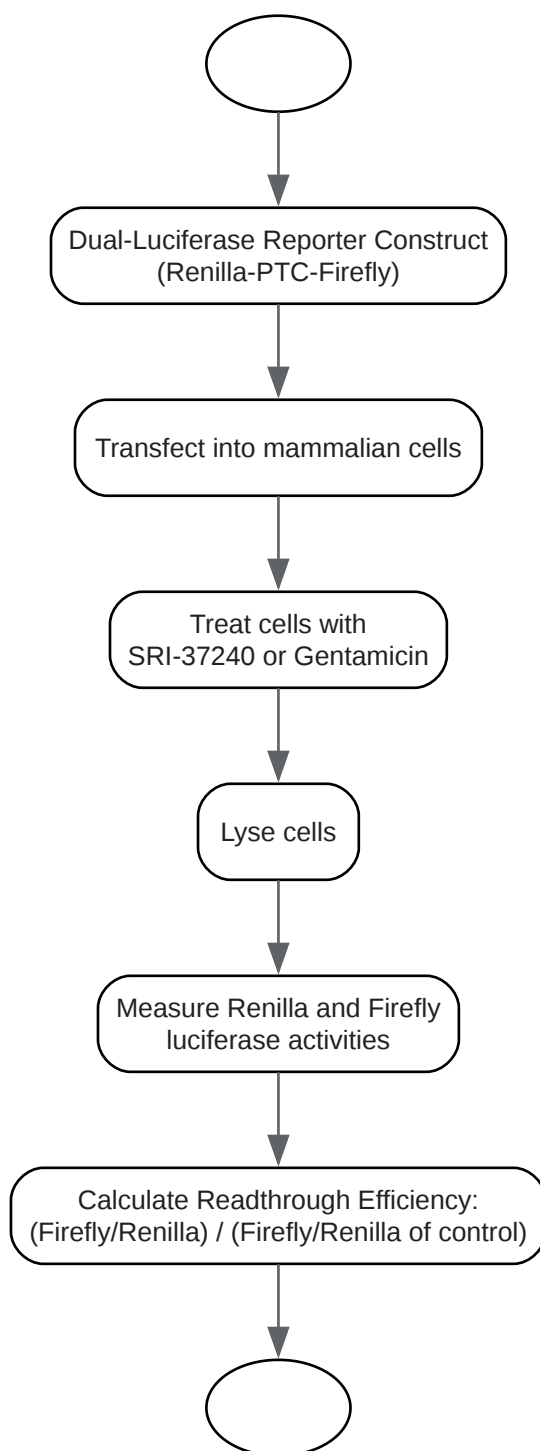 Dual-Luciferase Reporter Construct
(Renilla-PTC-Firefly)
Transfect into mammalian cells
Treat cells with
SRI-37240 or Gentamicin
Lyse cells
Measure Renilla and Firefly
luciferase activities
Calculate Readthrough Efficiency:
(Firefly/Renilla) / (Firefly/Renilla of control)